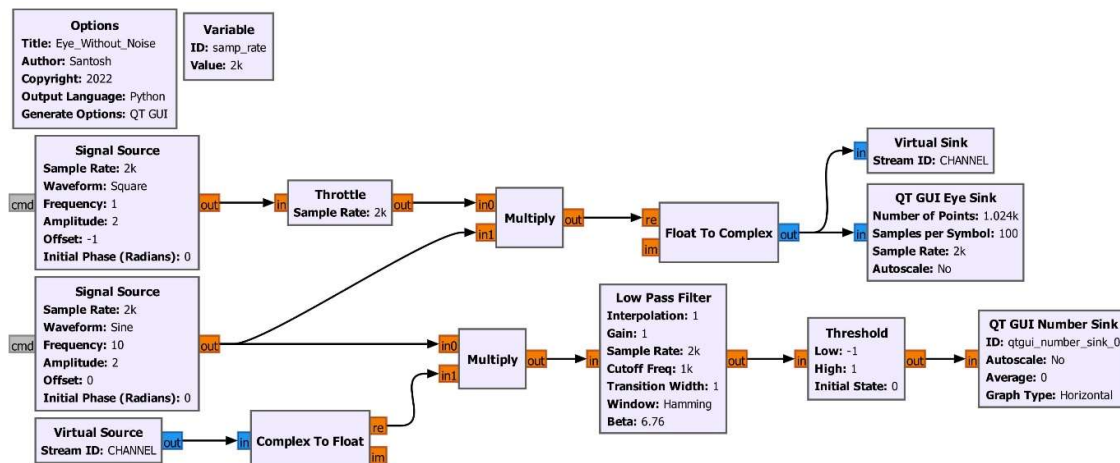 Options
Title: Eye_Without_Noise
Author: Santosh
Copyright: 2022
Output Language: Python
Generate Options: QT GUI
Variable
ID: samp_rate
Value: 2k
Signal Source
Sample Rate: 2k
Waveform: Square
Frequency: 1
Amplitude: 2
Offset: -1
Initial Phase (Radians): 0
cmd
out
Throttle
Sample Rate: 2k
in
out
Multiply
in0
in1
out
Float To Complex
re
im
out
Virtual Sink
Stream ID: CHANNEL
in
QT GUI Eye Sink
Number of Points: 1.024k
Samples per Symbol: 100
Sample Rate: 2k
Autoscale: No
in
Signal Source
Sample Rate: 2k
Waveform: Sine
Frequency: 10
Amplitude: 2
Offset: 0
Initial Phase (Radians): 0
cmd
out
Multiply
in0
in1
out
Low Pass Filter
Interpolation: 1
Gain: 1
Sample Rate: 2k
Cutoff Freq: 1k
Transition Width: 1
Window: Hamming
Beta: 6.76
in
out
Threshold
Low: -1
High: 1
Initial State: 0
in
out
QT GUI Number Sink
ID: qtgui_number_sink_0
Autoscale: No
Average: 0
Graph Type: Horizontal
in
Virtual Source
Stream ID: CHANNEL
out
Complex To Float
in
re
im